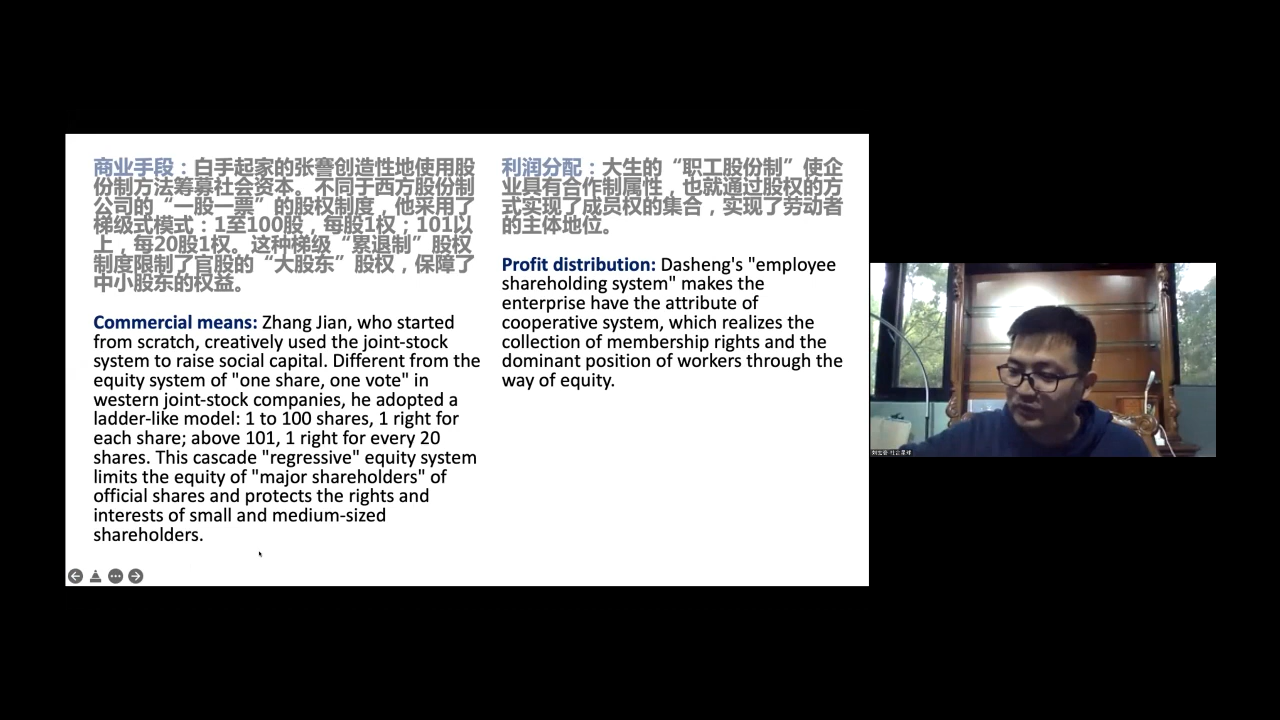 商业手段：白手起家的张謇创造性地使用股
份制方法筹募社会资本。不同于西方股份制
公司的“一股一票”的股权制度，他采用了
梯级式模式：1至100股，每股1权；101以
上，每20股1权。这种梯级“累退制”股权
制度限制了官股的“大股东”股权，保障了
中小股东的权益。
Commercial means: Zhang Jian, who started
from scratch, creatively used the joint-stock
system to raise social capital. Different from the
equity system of "one share, one vote" in
western joint-stock companies, he adopted a
ladder-like model: 1 to 100 shares, 1 right for
each share; above 101, 1 right for every 20
shares. This cascade "regressive" equity system
limits the equity of "major shareholders" of
official shares and protects the rights and
interests of small and medium-sized
shareholders.
利润分配：大生的“职工股份制”使企
业具有合作制属性，也就通过股权的方
式实现了成员权的集合，实现了劳动者
的主体地位。
Profit distribution: Dasheng's "employee
shareholding system" makes the
enterprise have the attribute of
cooperative system, which realizes the
collection of membership rights and the
dominant position of workers through the
way of equity.